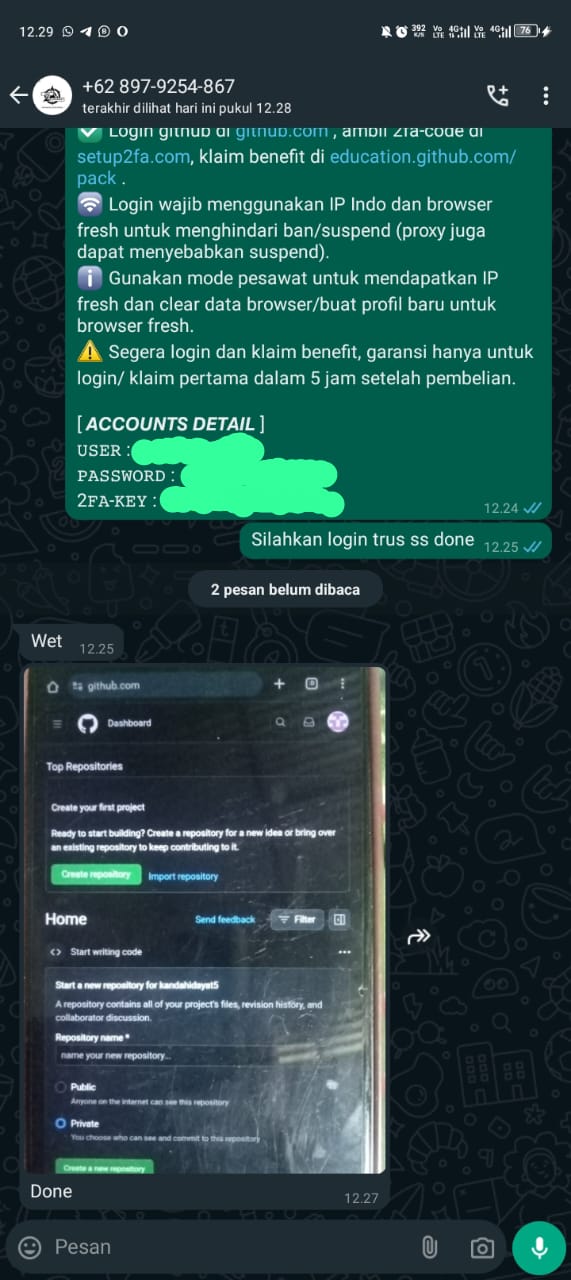 12.29
392 K/S Vo LTE 4G+ Vo LTE 4G+ 76
+62 897-9254-867
terakhir dilihat hari ini pukul 12.28
Login github di github.com , ambil 2fa-code di
setup2fa.com, klaim benefit di education.github.com/
pack .
Login wajib menggunakan IP Indo dan browser
fresh untuk menghindari ban/suspend (proxy juga
dapat menyebabkan suspend).
Gunakan mode pesawat untuk mendapatkan IP
fresh dan clear data browser/buat profil baru untuk
browser fresh.
Segera login dan klaim benefit, garansi hanya untuk
login/ klaim pertama dalam 5 jam setelah pembelian.
[ ACCOUNTS DETAIL ]
USER :
PASSWORD :
2FA-KEY :
12.24
Silahkan login trus ss done
12.25
2 pesan belum dibaca
Wet
12.25
github.com
Dashboard
Top Repositories
Create your first project
Ready to start building? Create a repository for a new idea or bring over
an existing repository to keep contributing to it.
Create repository Import repository
Home Send feedback Filter
Start writing code
Start a new repository for kandahidayat5
A repository contains all of your project's files, revision history, and
collaborator discussion.
Repository name *
name your new repository...
Public
Anyone on the internet can see this repository
Private
You choose who can see and commit to this repository
Create a new repository
Done
12.27
Pesan